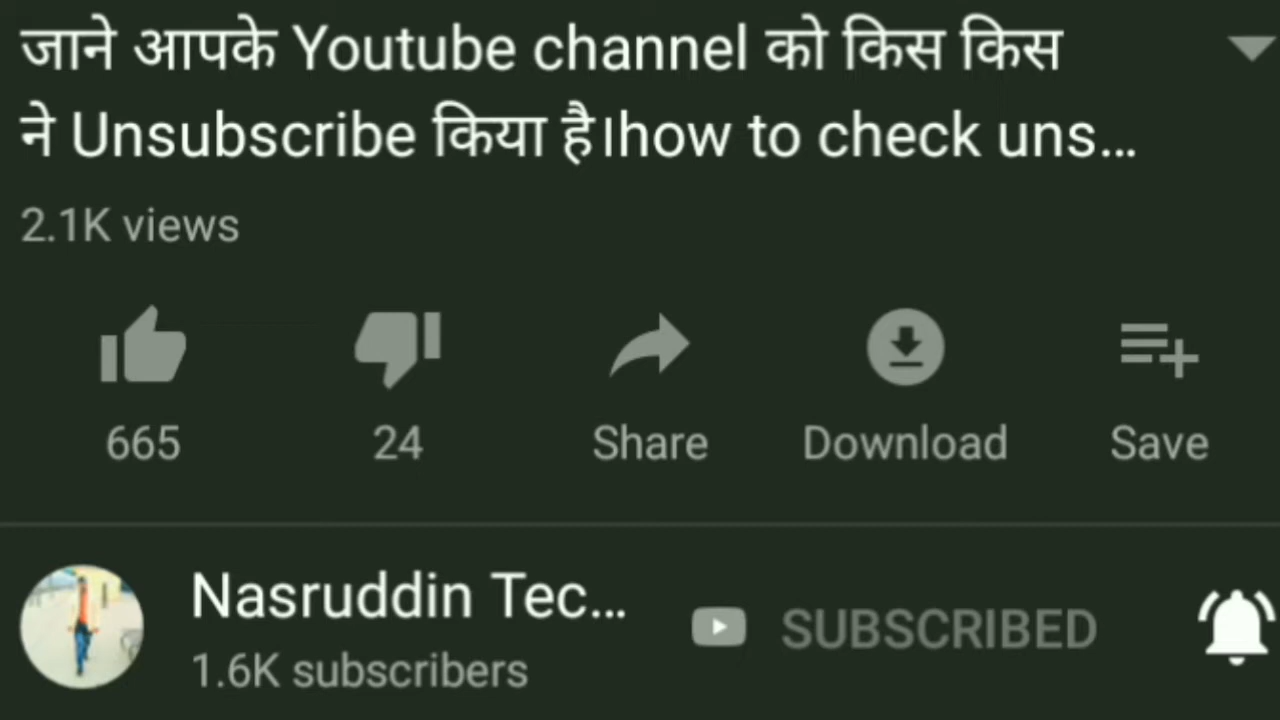 जाने आपके Youtube channel को किस किस
ने Unsubscribe किया है।how to check uns...
2.1K views
665 24 Share Download Save
Nasruddin Tec...
SUBSCRIBED
1.6K subscribers